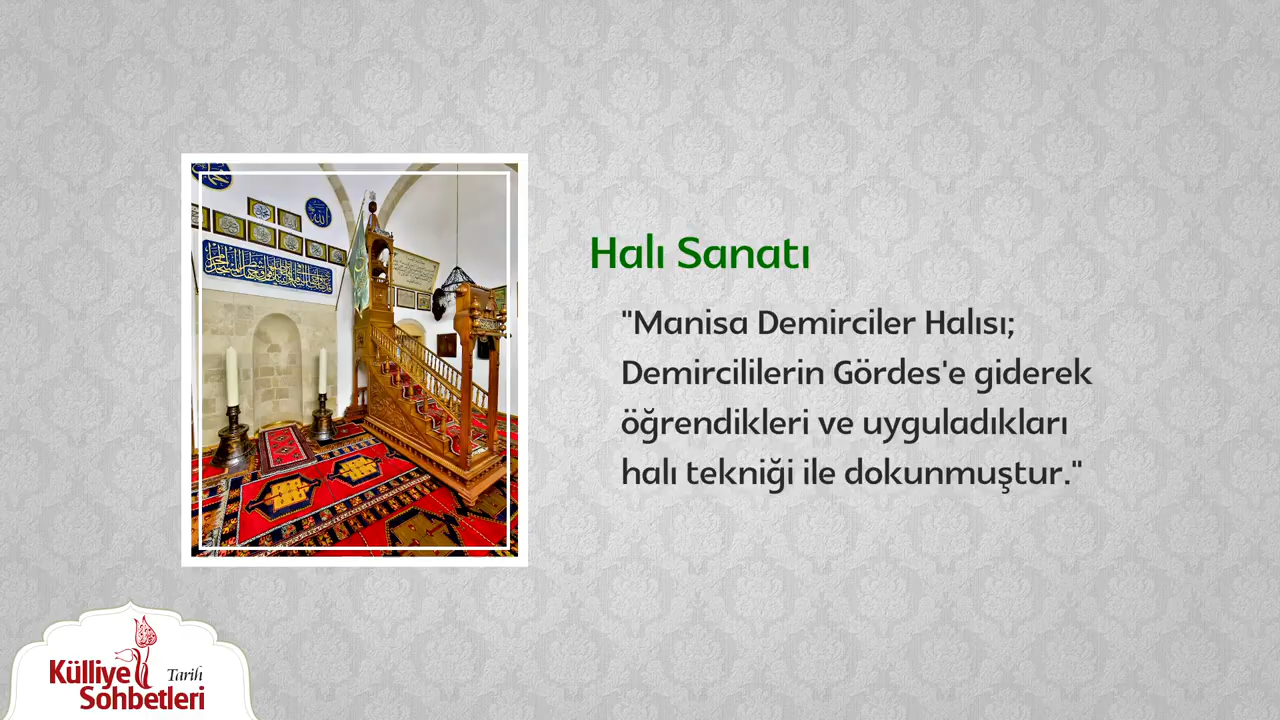 Halı Sanatı
"Manisa Demirciler Halısı;
Demircililerin Gördes'e giderek
öğrendikleri ve uyguladıkları
halı tekniği ile dokunmuştur."
Külliye Tarih
Sohbetleri